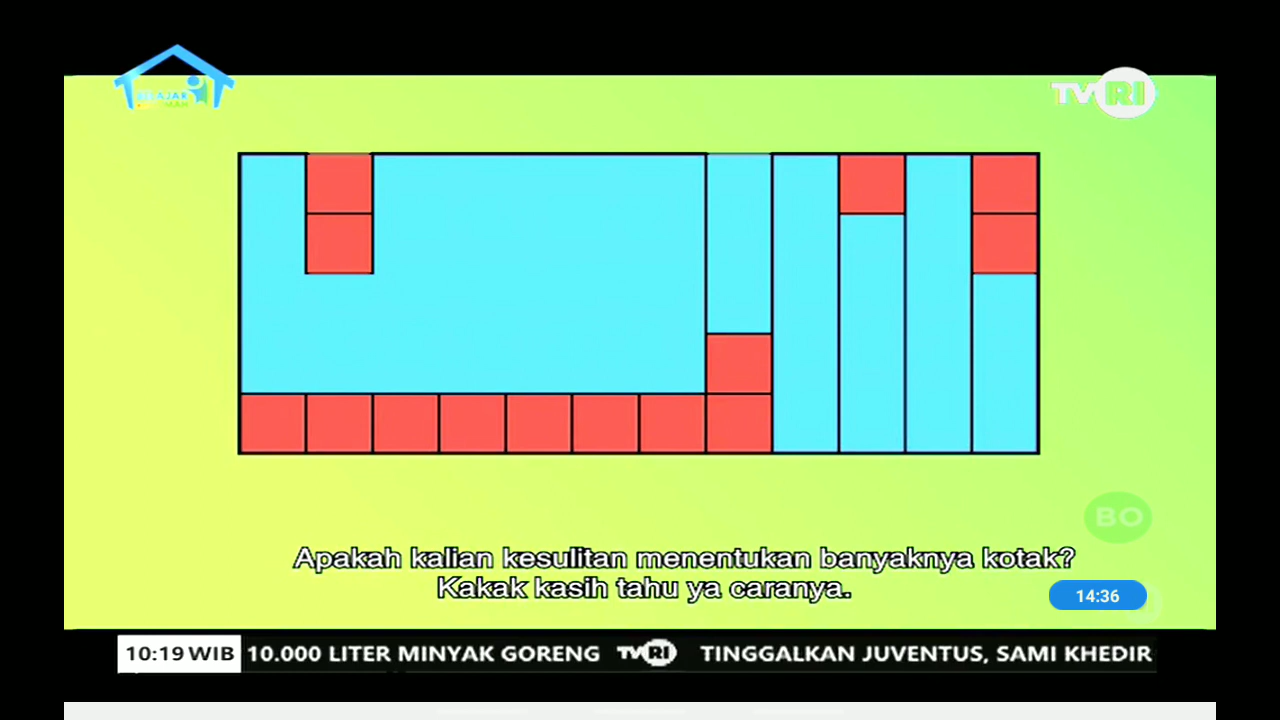 BELAJAR
TVRI
BO
Apakah kalian kesulitan menentukan banyaknya kotak?
Kakak kasih tahu ya caranya.
14:36
10:19 WIB 10.000 LITER MINYAK GORENG TVRI TINGGALKAN JUVENTUS, SAMI KHEDIR